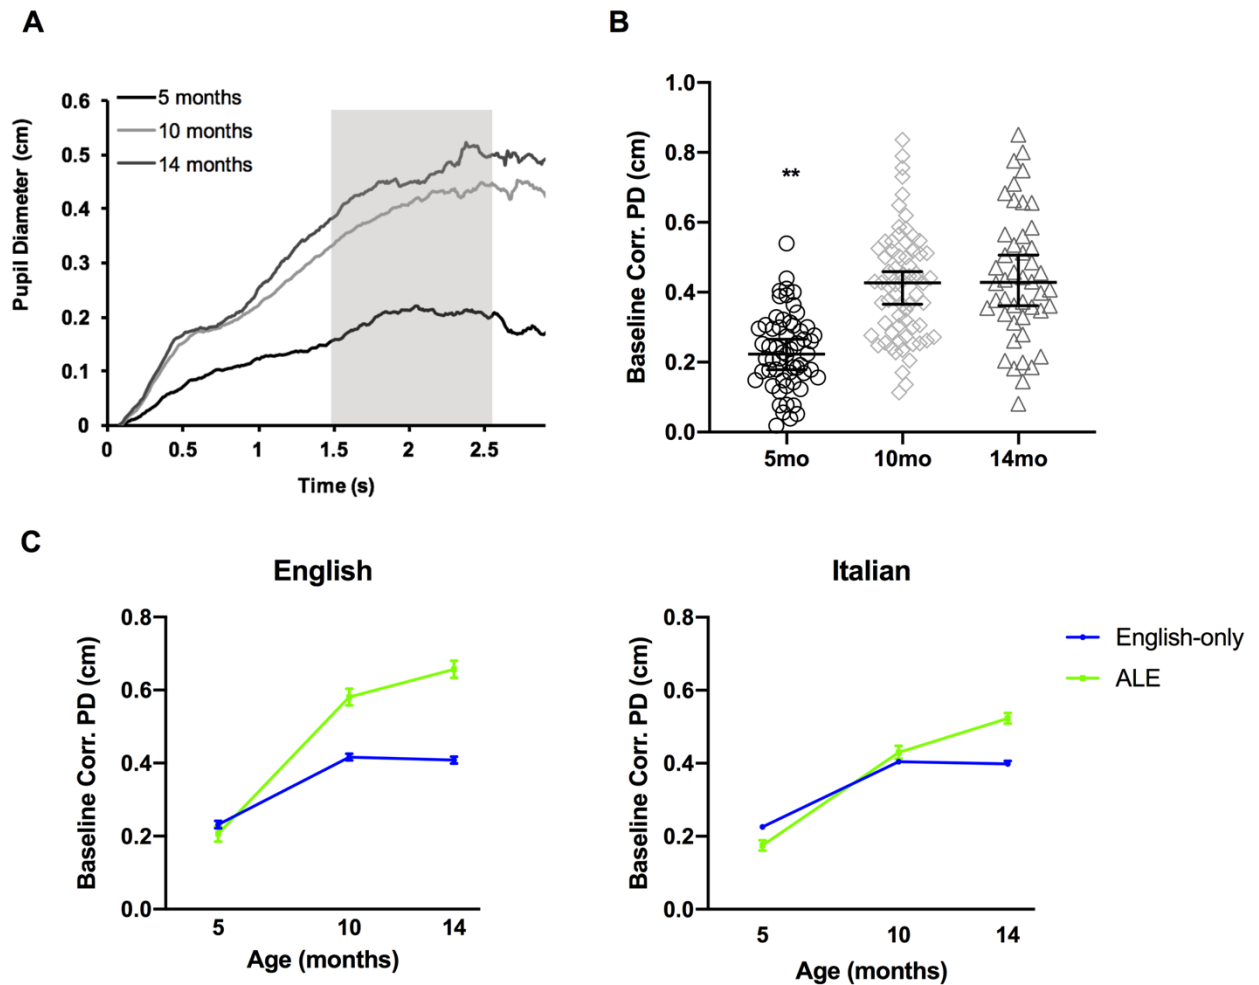 A
B
0.6
0.5
0.4
0.3
0.2
0.1
0
Pupil Diameter (cm)
5 months
10 months
14 months
0
0.5
1
1.5
2
2.5
Time (s)
1.0
0.8
0.6
0.4
0.2
0.0
Baseline Corr. PD (cm)
**
5mo
10mo
14mo
C
English
0.8
0.6
0.4
0.2
0.0
Baseline Corr. PD (cm)
5
10
14
Age (months)
Italian
0.8
0.6
0.4
0.2
0.0
Baseline Corr. PD (cm)
5
10
14
Age (months)
English-only
ALE